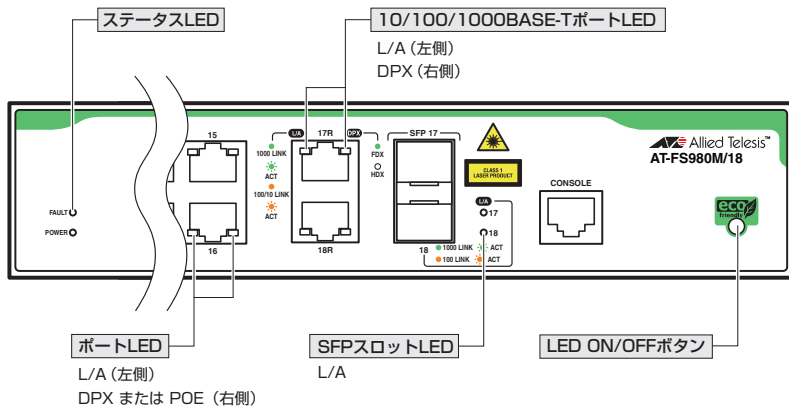 ステータスLED
10/100/1000BASE-TポートLED
L/A（左側）
DPX（右側）
15
L/A
17R
DPX
SFP 17
1000 LINK
ACT
100/10 LINK
ACT
FDX
HDX
CLASS 1
LASER PRODUCT
Allied Telesis™
AT-FS980M/18
CONSOLE
eco
friendly
FAULT
POWER
L/A
17
18
16
18R
18
1000 LINK ACT
100 LINK ACT
ポートLED
L/A（左側）
DPX または POE（右側）
SFPスロットLED
L/A
LED ON/OFFボタン